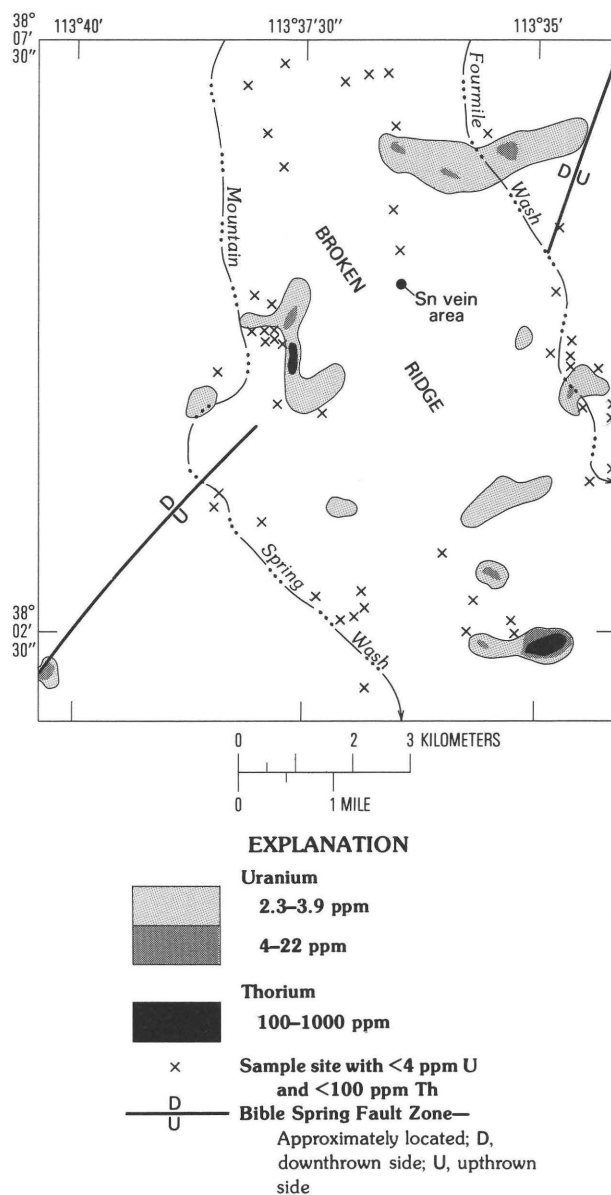 38°
07'
30"
113°40'
113°37'30"
113°35'
Fourmile
Wash
D U
Mountain
BROKEN
RIDGE
Sn vein
area
D
U
Spring
Wash
38°
02'
30"
0 2 3 KILOMETERS
0 1 MILE
EXPLANATION
Uranium
2.3–3.9 ppm
4–22 ppm
Thorium
100–1000 ppm
× Sample site with <4 ppm U
and <100 ppm Th
D
U
Bible Spring Fault Zone—
Approximately located; D,
downthrown side; U, upthrown
side